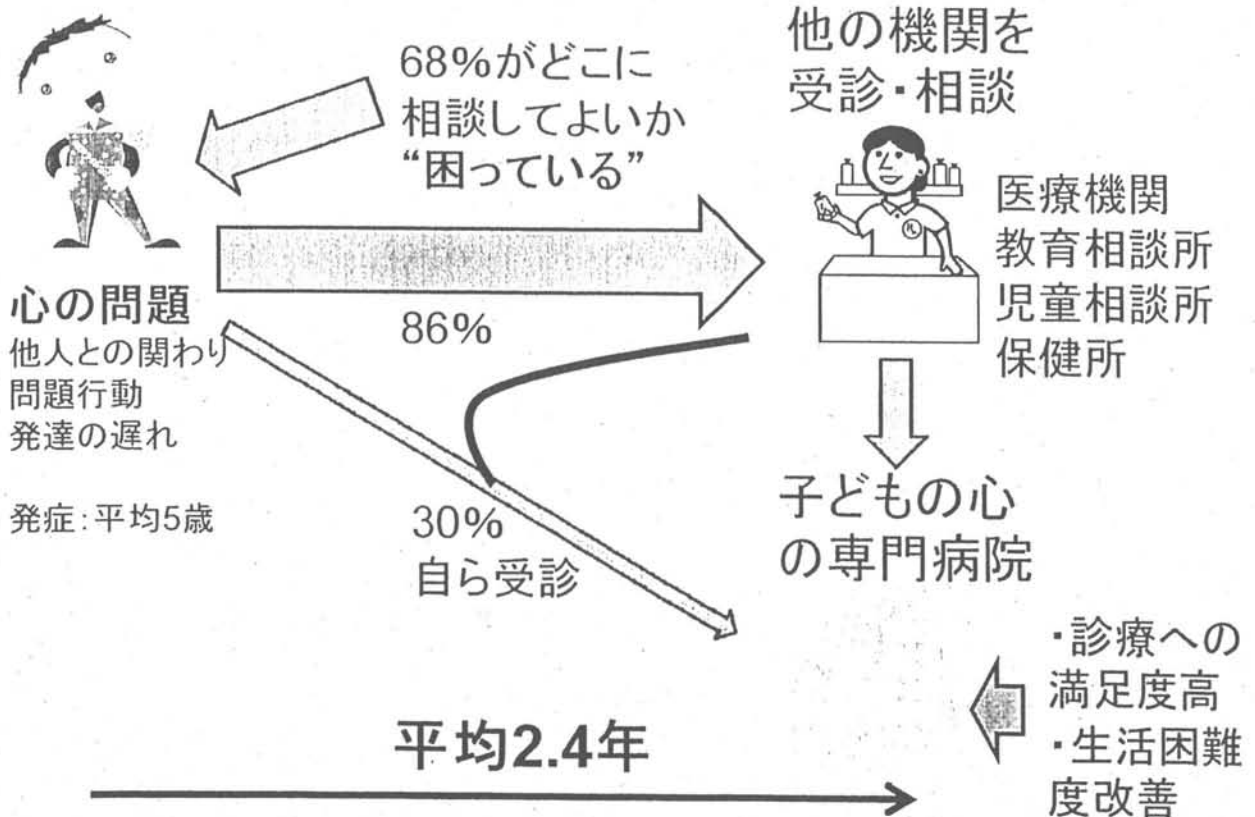 68%がどこに
相談してよいか
“困っている”
他の機関を
受診・相談
医療機関
教育相談所
児童相談所
保健所
心の問題
他人との関わり
問題行動
発達の遅れ
発症:平均5歳
86%
30%
自ら受診
子どもの心
の専門病院
・診療への
満足度高
・生活困難
度改善
平均2.4年